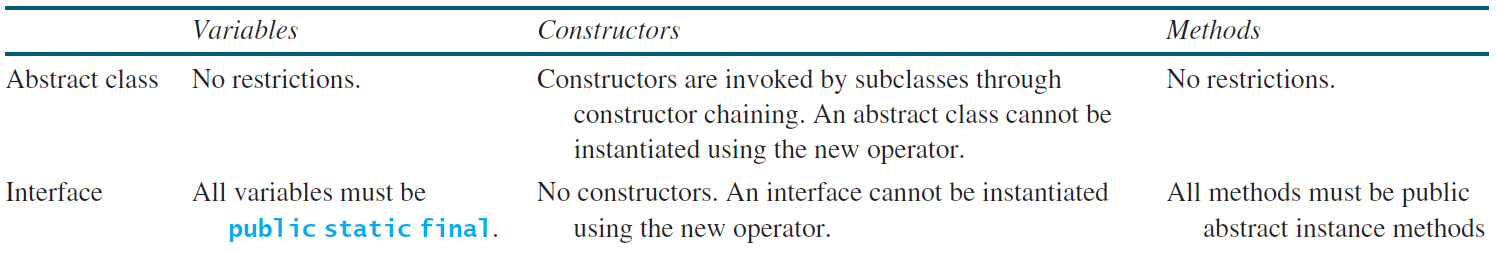 Variables Constructors Methods
Abstract class No restrictions. Constructors are invoked by subclasses through No restrictions.
constructor chaining. An abstract class cannot be
instantiated using the new operator.
Interface All variables must be No constructors. An interface cannot be instantiated All methods must be public
public static final. using the new operator. abstract instance methods